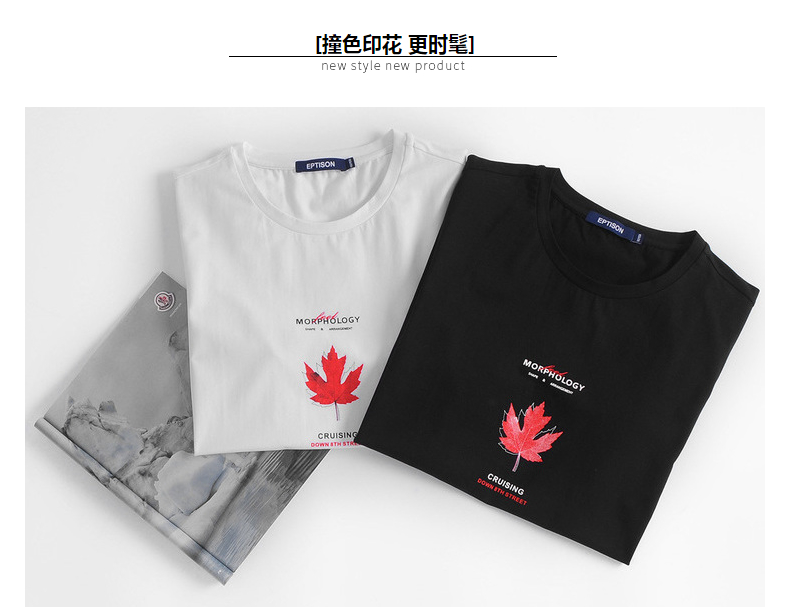 [撞色印花 更时髦]
new style new product
EPTISON
EPTISON
MORPHOLOGY
SHAPE & ARRANGEMENT
CRUISING
DOWN 8TH STREE
MORPHOLOGY
SHAPE & ARRANGEMENT
CRUISING
DOWN 8TH STREET